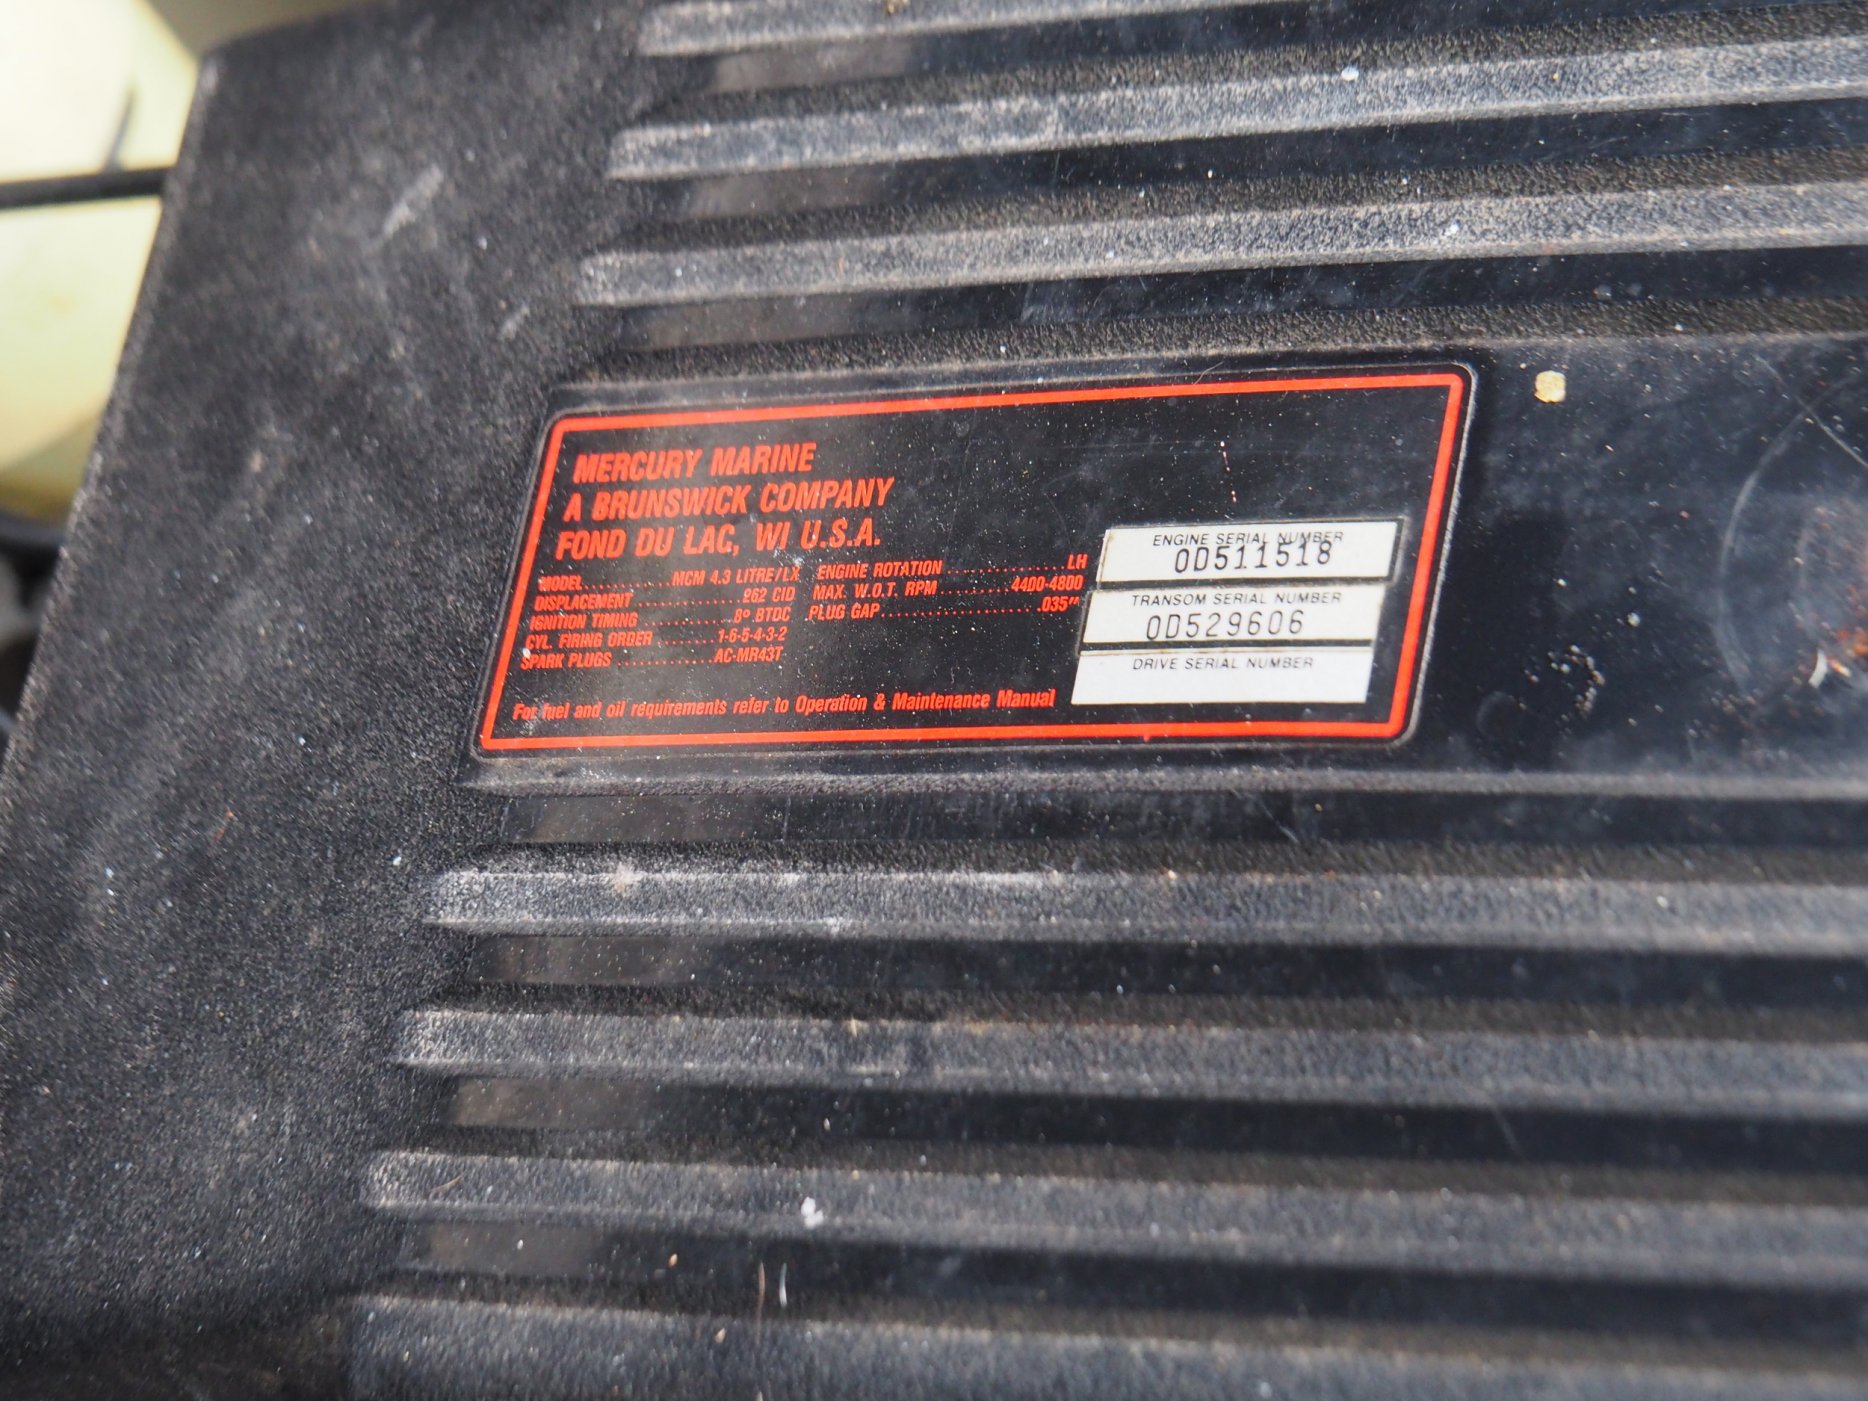 MERCURY MARINE
A BRUNSWICK COMPANY
FOND DU LAC, WI U.S.A.
MODEL............MCM 4.3 LITRE/LX
DISPLACEMENT................262 CID
IGNITION TIMING..............8º BTDC
CYL. FIRING ORDER........1-6-5-4-3-2
SPARK PLUGS............AC-MR43T
ENGINE ROTATION................LH
MAX. W.O.T. RPM..........4400-4800
PLUG GAP......................035"
For fuel and oil requirements refer to Operation & Maintenance Manual
ENGINE SERIAL NUMBER
0D511518
TRANSOM SERIAL NUMBER
0D529606
DRIVE SERIAL NUMBER